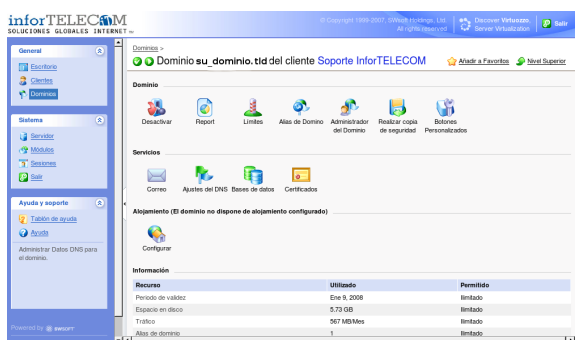 inforTELECOM
SOLUCIONES GLOBALES INTERNET
© Copyright 1999-2007, SWsoft Holdings, Ltd.
All rights reserved
Discover Virtuozzo,
Server Virtualization
Salir
General
Escritorio
Clientes
Dominios
Sistema
Servidor
Módulos
Sesiones
Salir
Ayuda y soporte
Tablón de ayuda
Ayuda
Administrar Datos DNS para
el dominio.
Powered by SWSOFT
Dominios >
Dominio su_dominio.tld del cliente Soporte InforTELECOM
Añadir a Favoritos
Nivel Superior
Dominio
Desactivar
Report
Límites
Alias de Domino
Administrador
del Dominio
Realizar copia
de seguridad
Botones
Personalizados
Servicios
Correo
Ajustes del DNS
Bases de datos
Certificados
Alojamiento (El dominio no dispone de alojamiento configurado)
Configurar
Información
Recurso Utilizado Permitido
Periodo de validez Ene 9, 2008 Ilimitado
Espacio en disco 5.73 GB Ilimitado
Tráfico 567 MB/Mes Ilimitado
Alias de dominio 1 Ilimitado